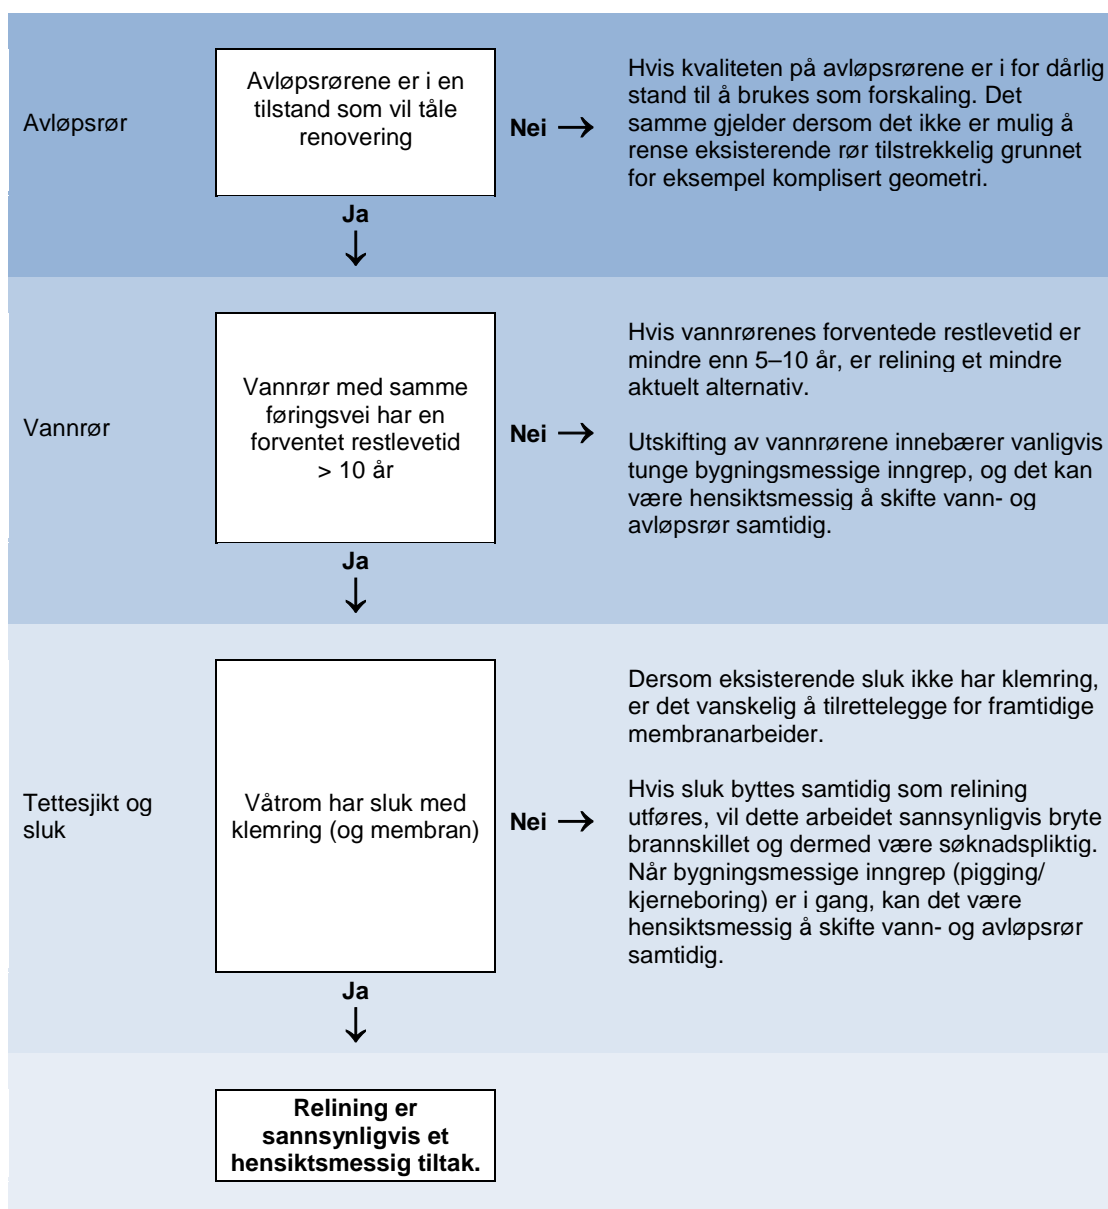 Avløpsrør
Avløpsrørene er i en
tilstand som vil tåle
renovering
Nei →
Hvis kvaliteten på avløpsrørene er i for dårlig
stand til å brukes som forskaling. Det
samme gjelder dersom det ikke er mulig å
rense eksisterende rør tilstrekkelig grunnet
for eksempel komplisert geometri.
Ja
↓
Vannrør
Vannrør med samme
føringsvei har en
forventet restlevetid
> 10 år
Nei →
Hvis vannrørenes forventede restlevetid er
mindre enn 5–10 år, er relining et mindre
aktuelt alternativ.
Utskifting av vannrørene innebærer vanligvis
tunge bygningsmessige inngrep, og det kan
være hensiktsmessig å skifte vann- og
avløpsrør samtidig.
Ja
↓
Tettesjikt og
sluk
Våtrom har sluk med
klemring (og membran)
Nei →
Dersom eksisterende sluk ikke har klemring,
er det vanskelig å tilrettelegge for framtidige
membranarbeider.
Hvis sluk byttes samtidig som relining
utføres, vil dette arbeidet sannsynligvis bryte
brannskillet og dermed være søknadspliktig.
Når bygningsmessige inngrep (pigging/
kjerneboring) er i gang, kan det være
hensiktsmessig å skifte vann- og avløpsrør
samtidig.
Ja
↓
Relining er
sannsynligvis et
hensiktsmessig tiltak.